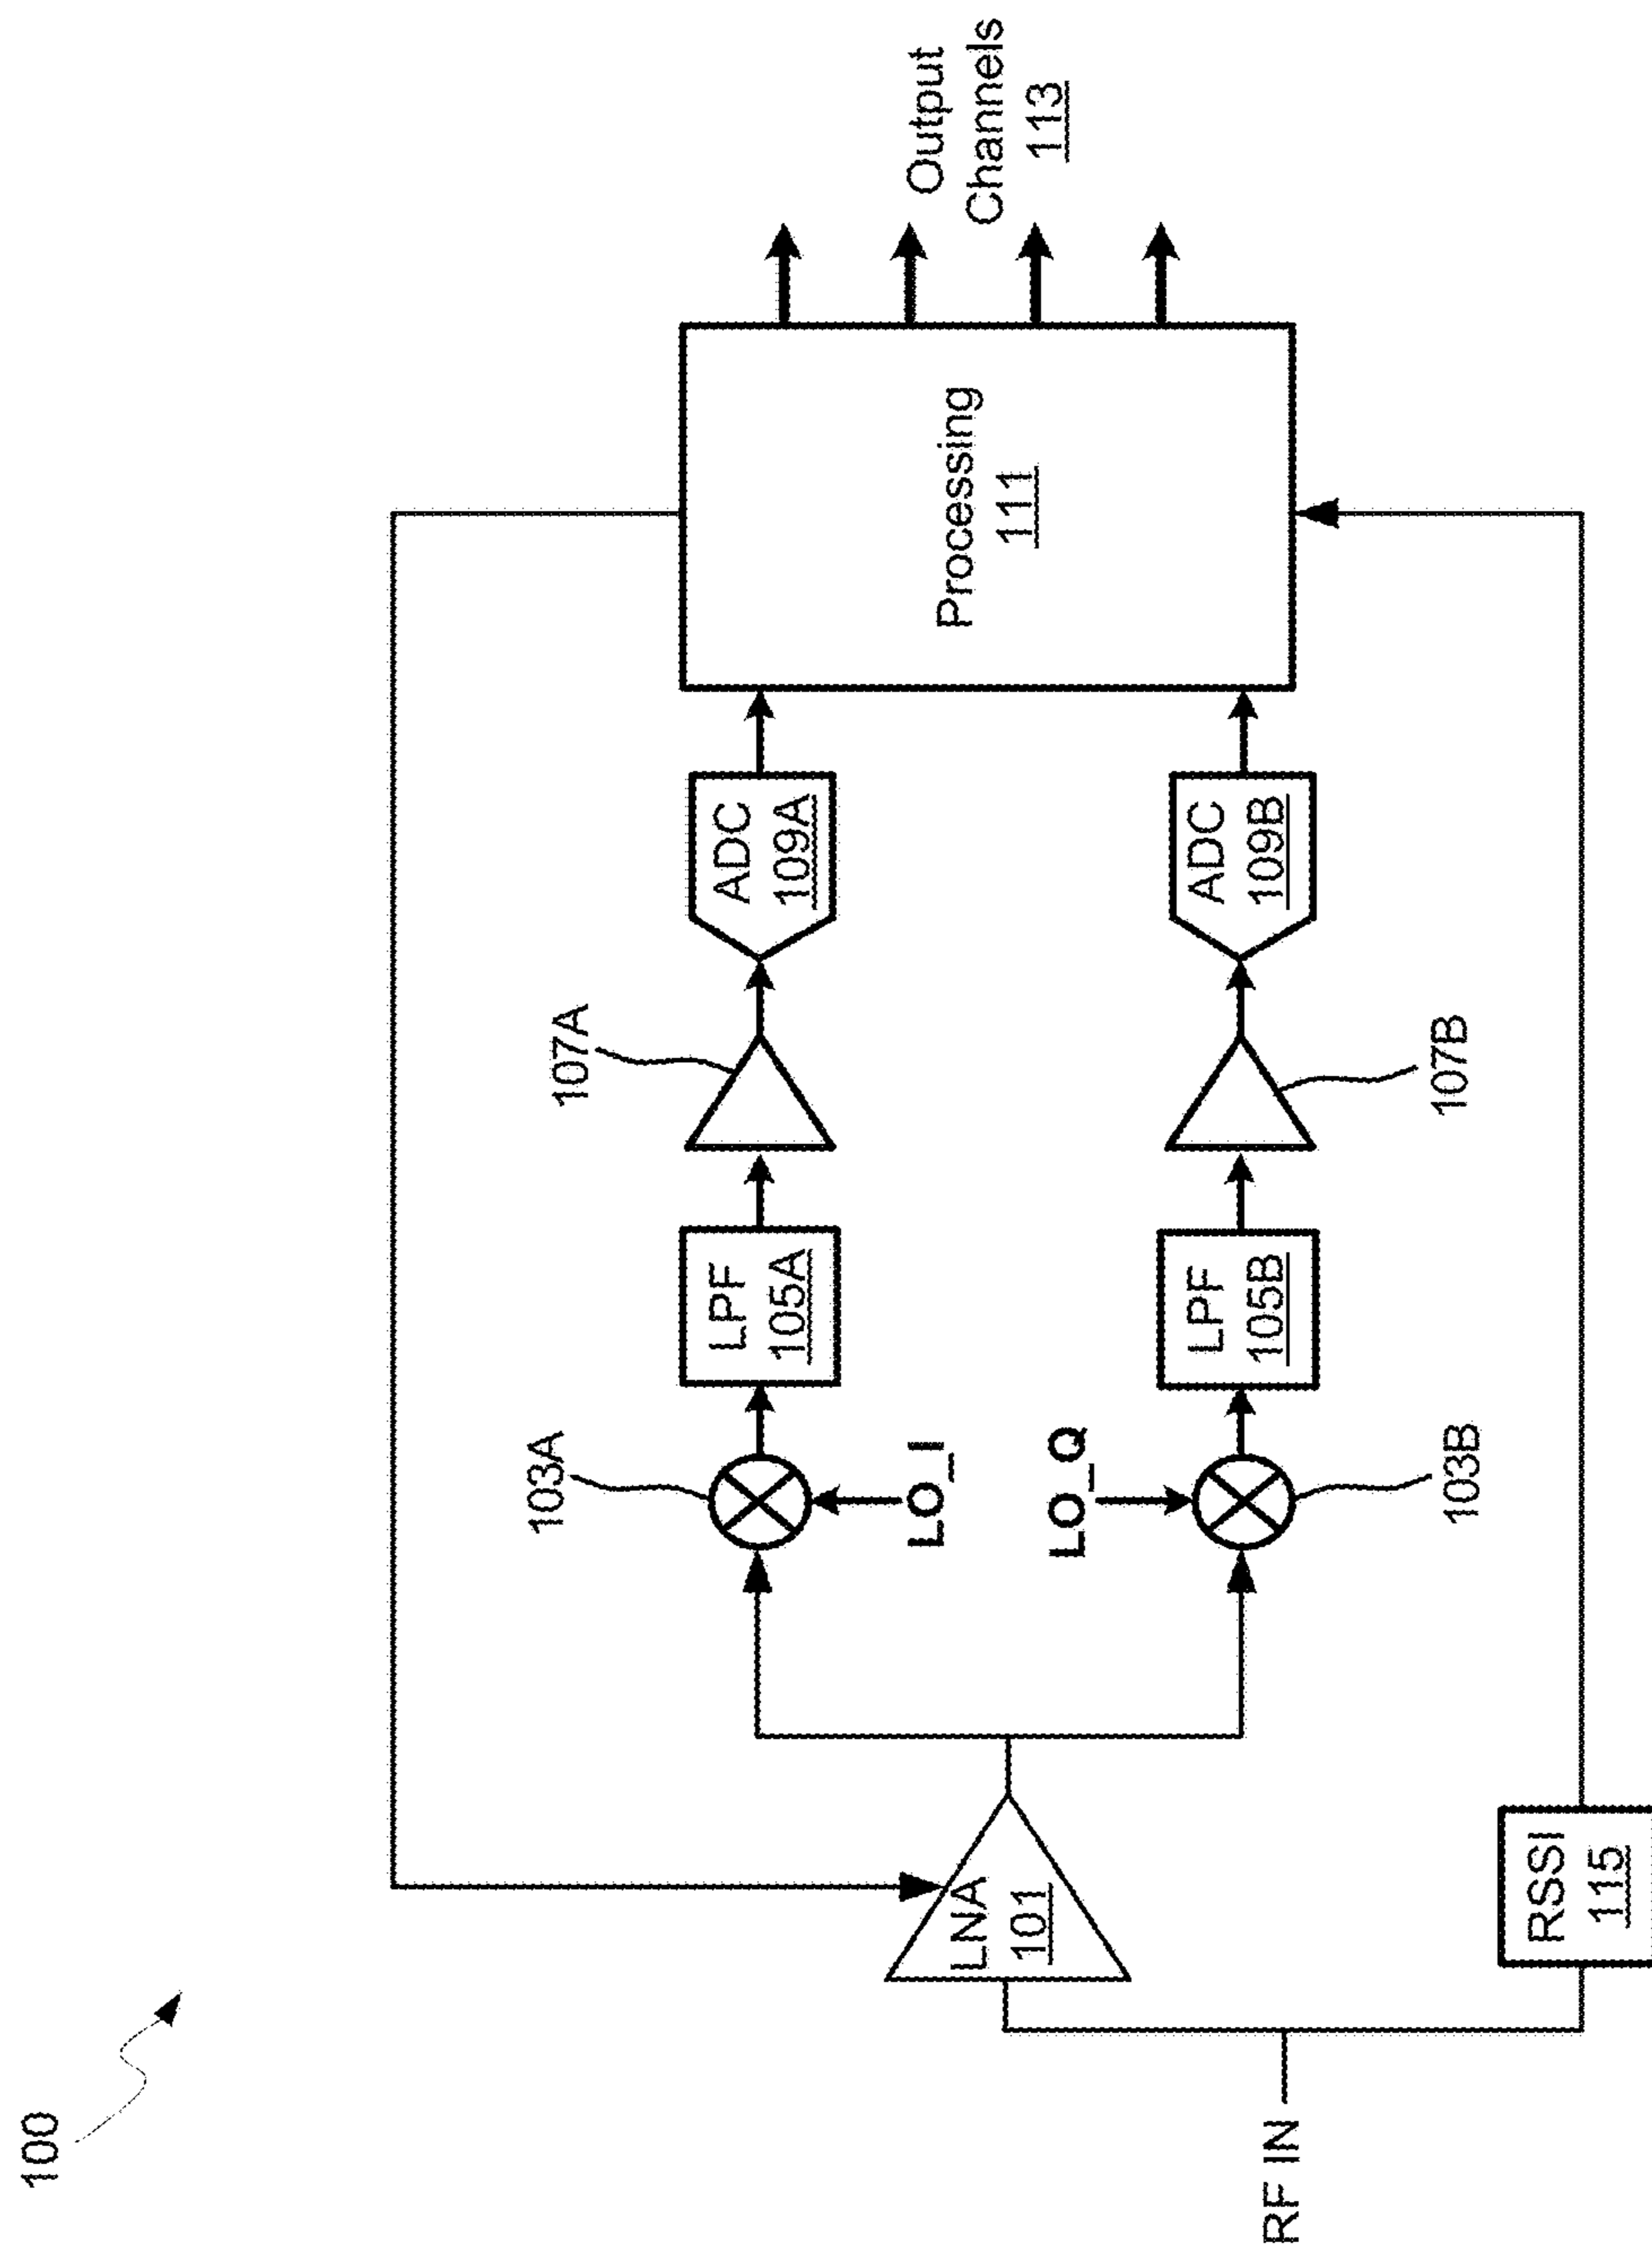 100
107A
103A
LPF
105A
ADC
109A
LO_I
LNA
101
Processing
111
Output
Channels
113
LO_Q
LPF
105B
ADC
109B
RF IN
103B
107B
RSSI
115